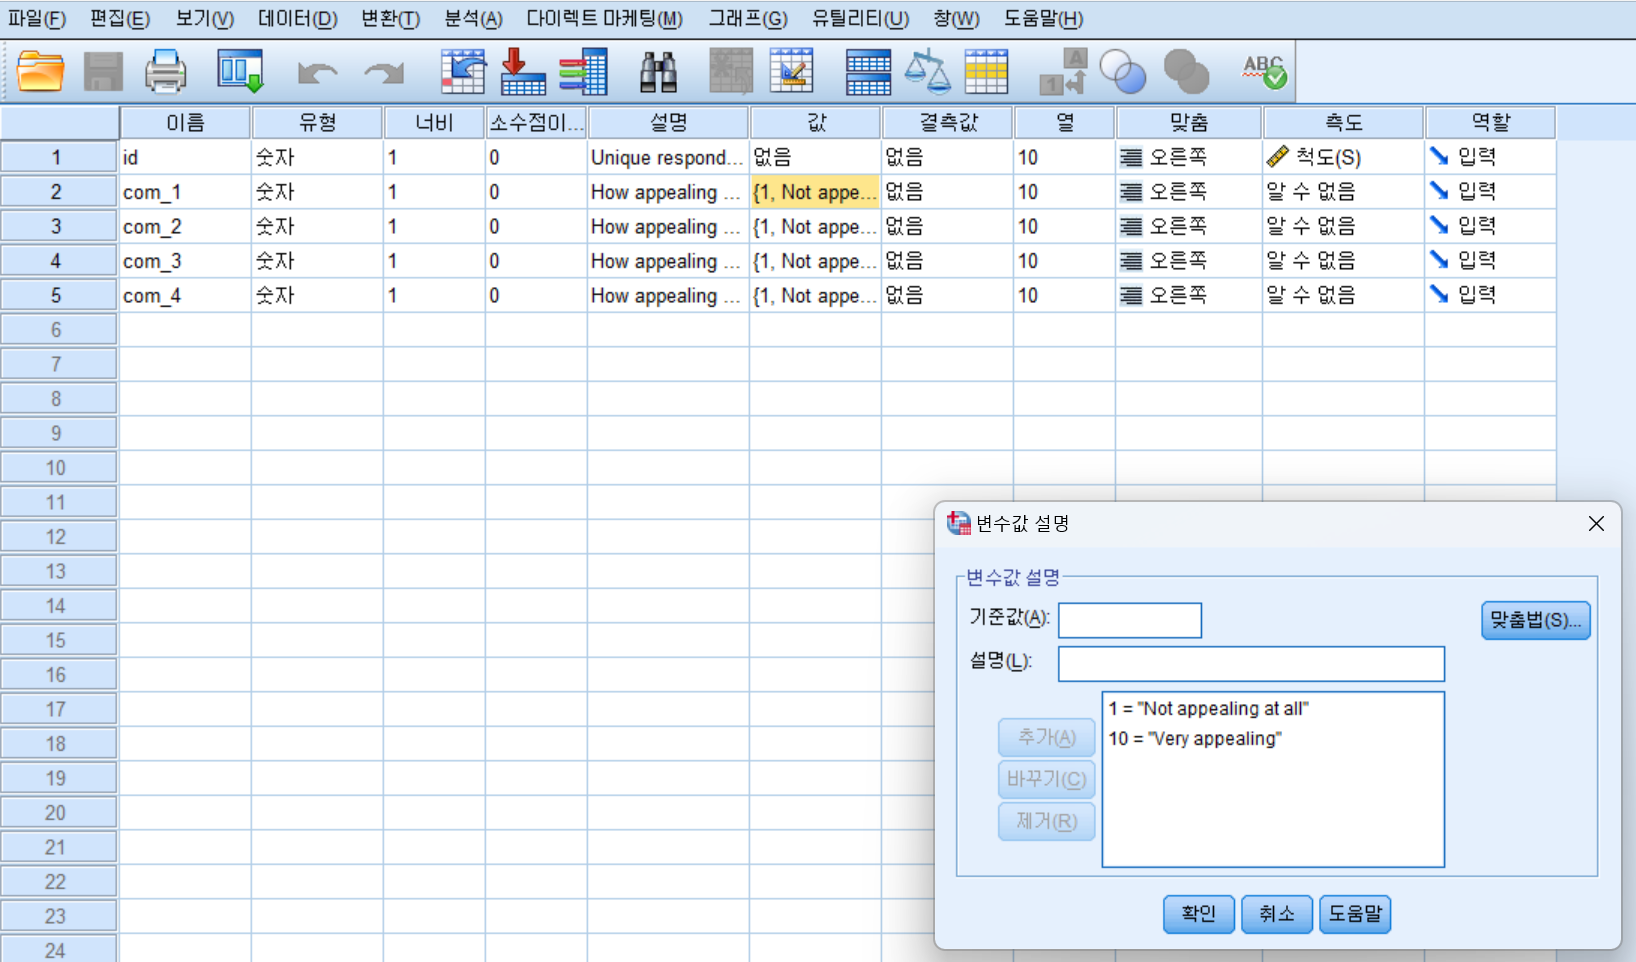 파일(F) 편집(E) 보기(V) 데이터(D) 변환(T) 분석(A) 다이렉트 마케팅(M) 그래프(G) 유틸리티(U) 창(W) 도움말(H)
A
1
ABC
이름 유형 너비 소수점이... 설명 값 결측값 열 맞춤 측도 역할
1 id 숫자 1 0 Unique respond... 없음 없음 10 오른쪽 척도(S) 입력
2 com_1 숫자 1 0 How appealing ... {1, Not appe... 없음 10 오른쪽 알 수 없음 입력
3 com_2 숫자 1 0 How appealing ... {1, Not appe... 없음 10 오른쪽 알 수 없음 입력
4 com_3 숫자 1 0 How appealing ... {1, Not appe... 없음 10 오른쪽 알 수 없음 입력
5 com_4 숫자 1 0 How appealing ... {1, Not appe... 없음 10 오른쪽 알 수 없음 입력
6
7
8
9
10
11
12
13
14
15
16
17
18
19
20
21
22
23
24
변수값 설명
변수값 설명
기준값(A):
맞춤법(S)...
설명(L):
1 = "Not appealing at all"
10 = "Very appealing"
추가(A)
바꾸기(C)
제거(R)
확인 취소 도움말